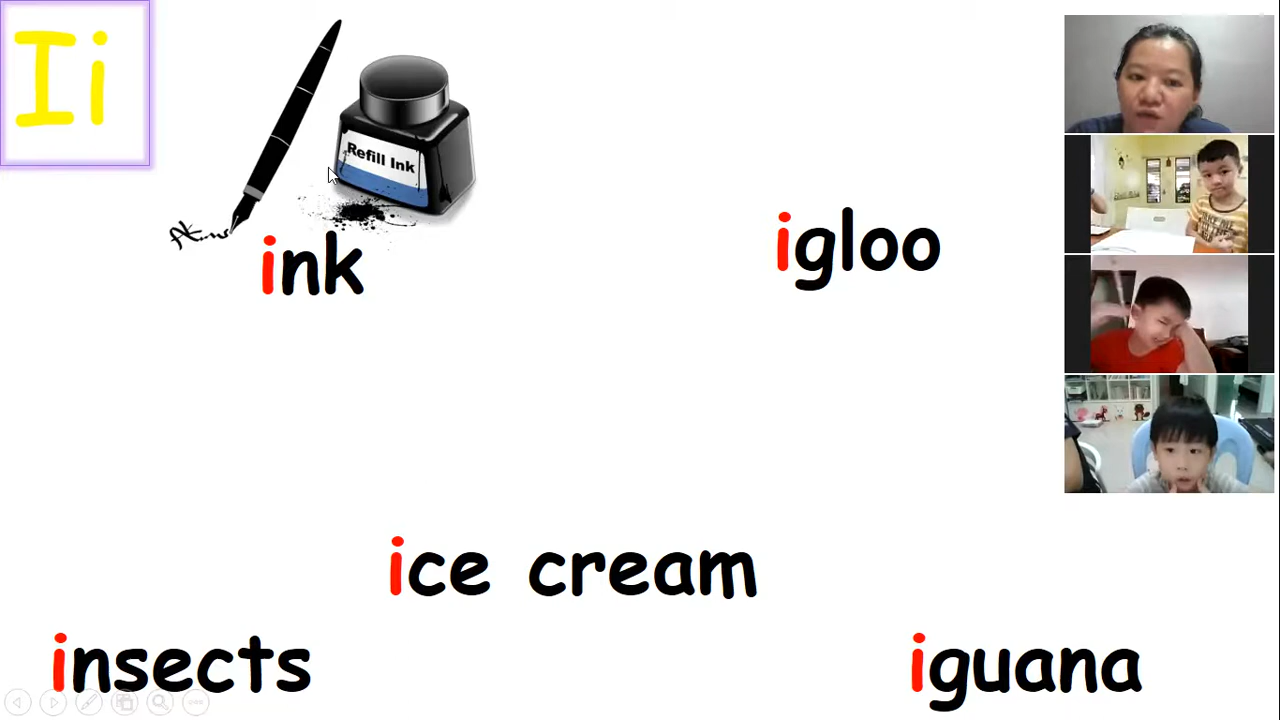 Ii
Refill Ink
ink
igloo
ice cream
insects
iguana